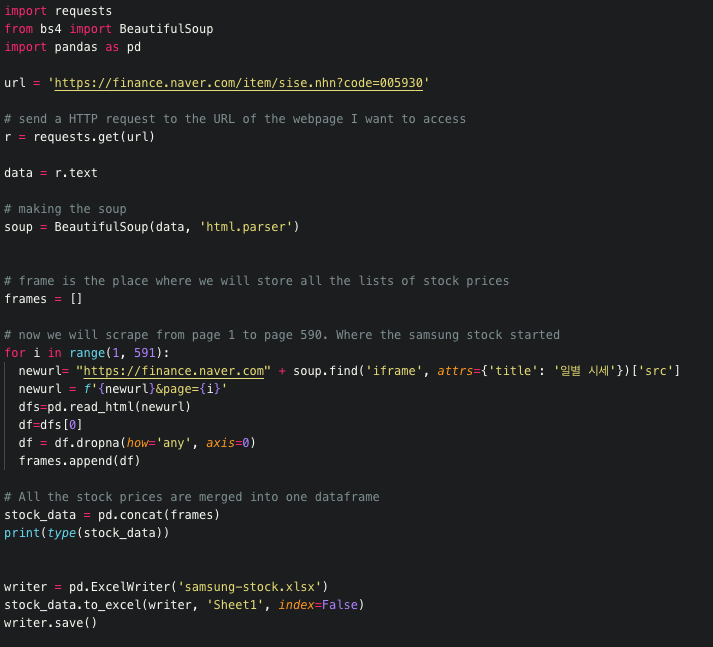 import requests
from bs4 import BeautifulSoup
import pandas as pd
url = 'https://finance.naver.com/item/sise.nhn?code=005930'
# send a HTTP request to the URL of the webpage I want to access
r = requests.get(url)
data = r.text
# making the soup
soup = BeautifulSoup(data, 'html.parser')
# frame is the place where we will store all the lists of stock prices
frames = []
# now we will scrape from page 1 to page 590. Where the samsung stock started
for i in range(1, 591):
  newurl= "https://finance.naver.com" + soup.find('iframe', attrs={'title': '일별 시세'})['src']
  newurl = f'{newurl}&page={i}'
  dfs=pd.read_html(newurl)
  df=dfs[0]
  df = df.dropna(how='any', axis=0)
  frames.append(df)
# All the stock prices are merged into one dataframe
stock_data = pd.concat(frames)
print(type(stock_data))
writer = pd.ExcelWriter('samsung-stock.xlsx')
stock_data.to_excel(writer, 'Sheet1', index=False)
writer.save()